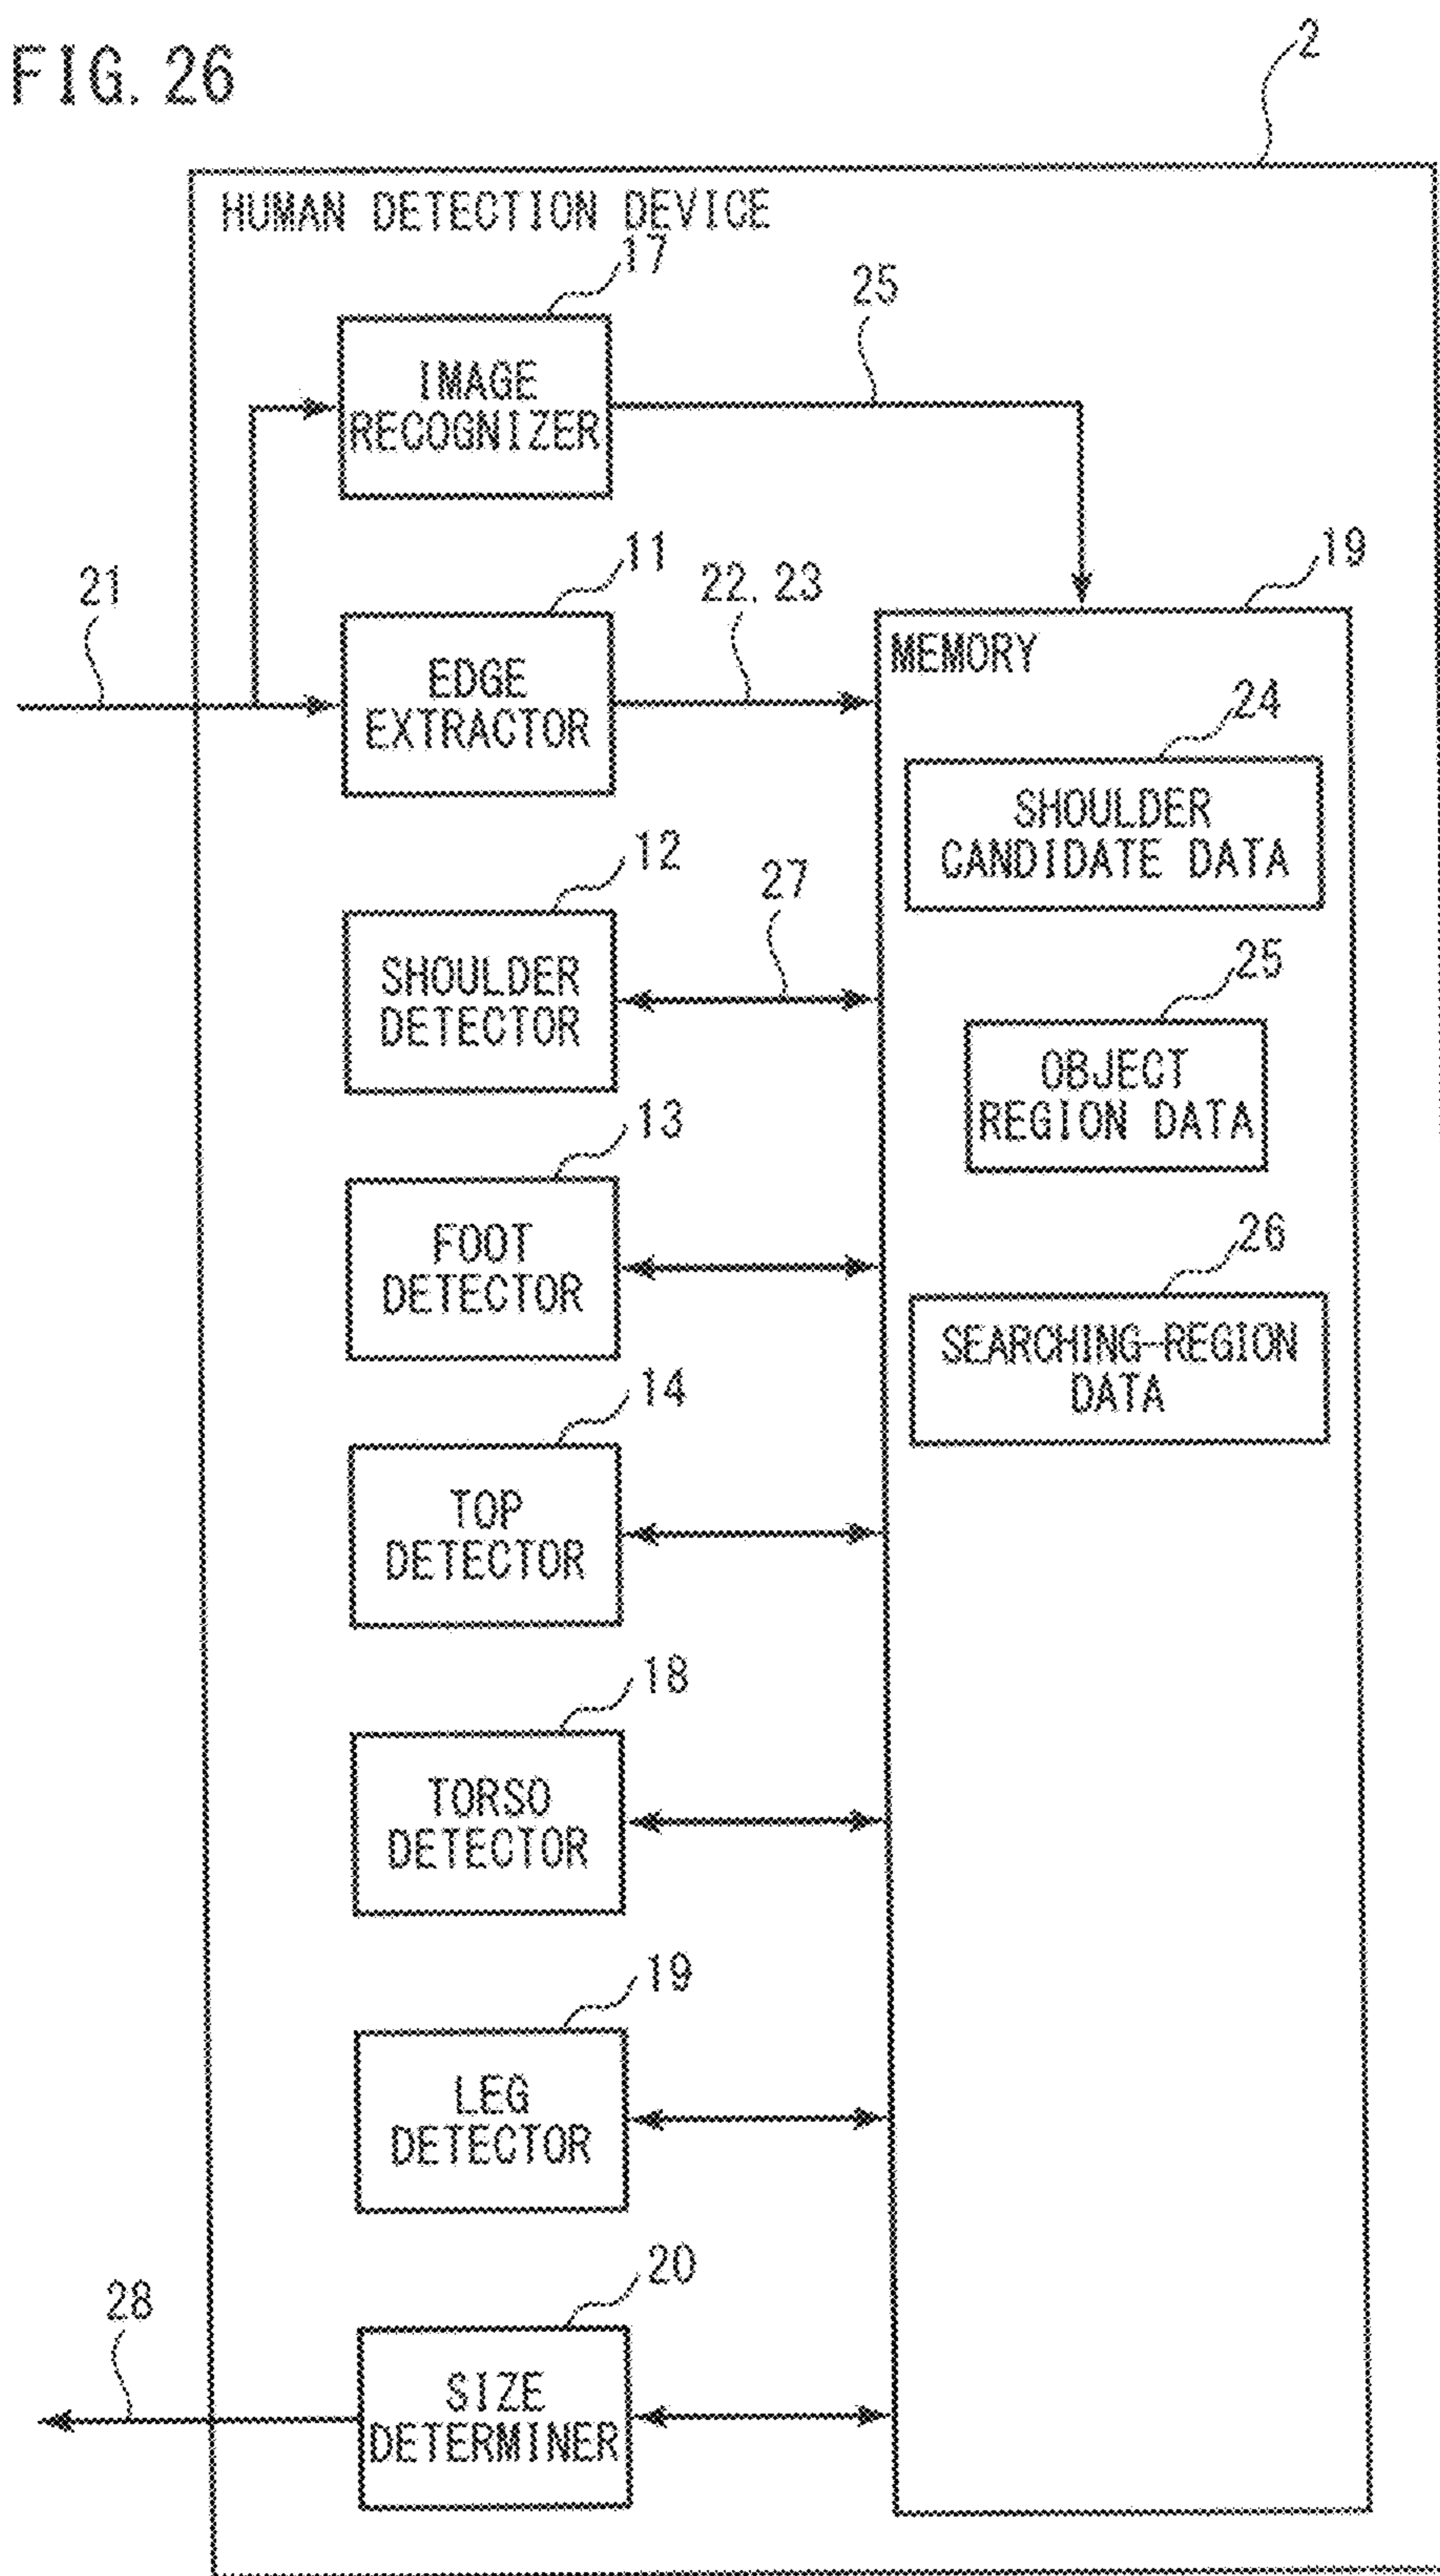 FIG. 26
2
HUMAN DETECTION DEVICE
17
25
IMAGE
RECOGNIZER
21
11
22, 23
19
EDGE
EXTRACTOR
MEMORY
24
SHOULDER
CANDIDATE DATA
12
27
SHOULDER
DETECTOR
25
OBJECT
REGION DATA
13
FOOT
DETECTOR
26
SEARCHING-REGION
DATA
14
TOP
DETECTOR
18
TORSO
DETECTOR
19
LEG
DETECTOR
20
28
SIZE
DETERMINER